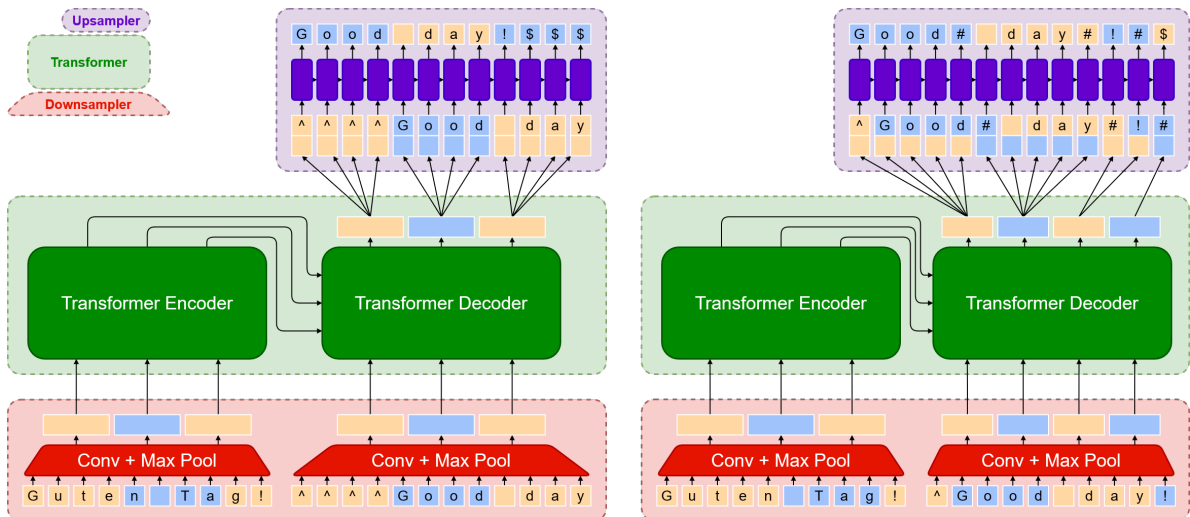 Upsampler
Transformer
Downsampler
G o o d   d a y ! $ $ $
^ ^ ^ ^ G o o d   d a y
Transformer Encoder
Transformer Decoder
Conv + Max Pool
Conv + Max Pool
G u t e n   T a g !
^ ^ ^ ^ G o o d   d a y
G o o d #   d a y # ! # $
^ G o o d #   d a y # ! #
Transformer Encoder
Transformer Decoder
Conv + Max Pool
Conv + Max Pool
G u t e n   T a g !
^ G o o d   d a y !